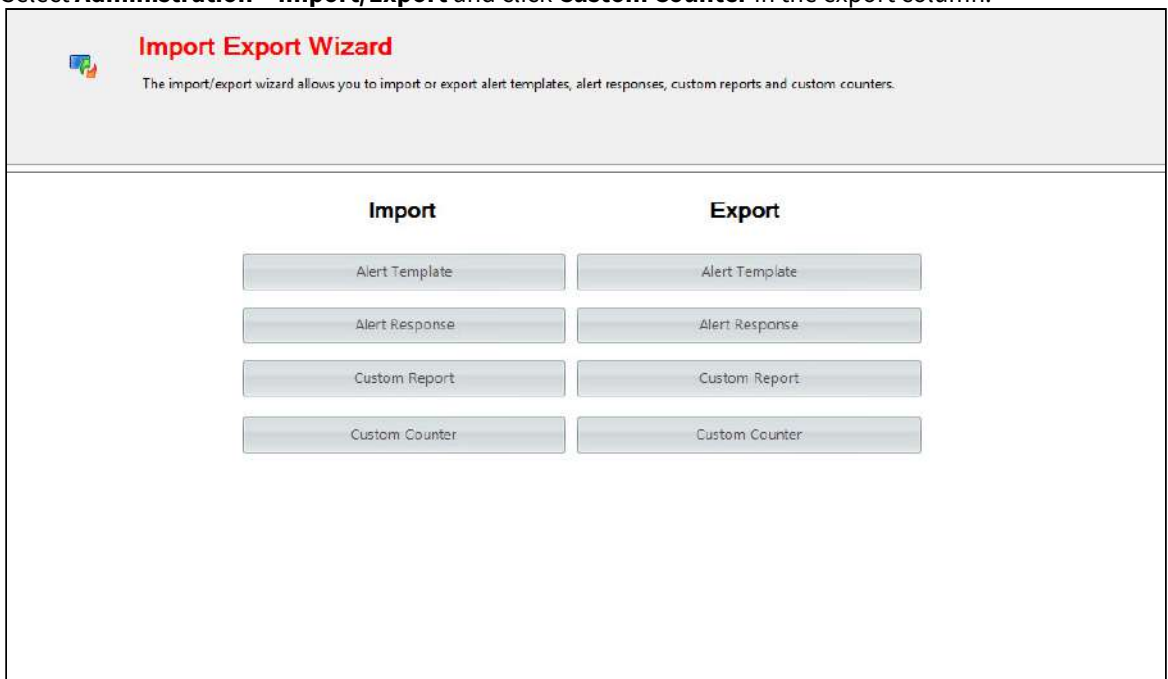 Select Administration > Import/Export and click Custom Counter in the export column.
Import Export Wizard
The import/export wizard allows you to import or export alert templates, alert responses, custom reports and custom counters.
Import Export
Alert Template Alert Template
Alert Response Alert Response
Custom Report Custom Report
Custom Counter Custom Counter